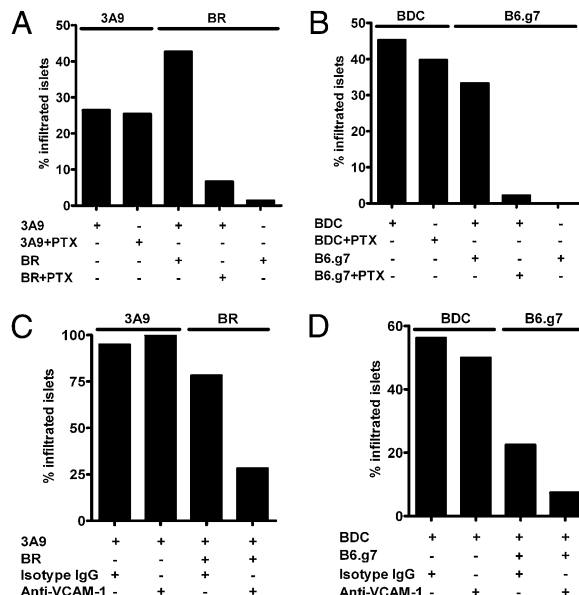 A
3A9 BR
% infiltrated islets
50
40
30
20
10
0
3A9 + - + + -
3A9+PTX - + - - -
BR - - + - +
BR+PTX - - - + -
B
BDC B6.g7
% infiltrated islets
50
40
30
20
10
0
BDC + - + + -
BDC+PTX - + - - -
B6.g7 - - + - +
B6.g7+PTX - - - + -
C
3A9 BR
% infiltrated islets
100
75
50
25
0
3A9 + + + +
BR - - + +
Isotype IgG + - + -
Anti-VCAM-1 - + - +
D
BDC B6.g7
% infiltrated islets
60
40
20
0
BDC + + + +
B6.g7 - - + +
Isotype IgG + - + -
Anti-VCAM-1 - + - +